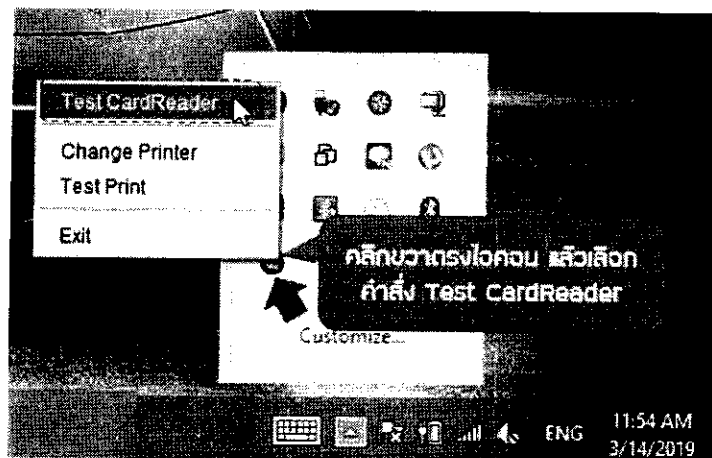 Test CardReader
Change Printer
Test Print
Exit
คลิกขวาตรงไอคอน แล้วเลือก
คำสั่ง Test CardReader
Customize...
ENG
11:54 AM
3/14/2019